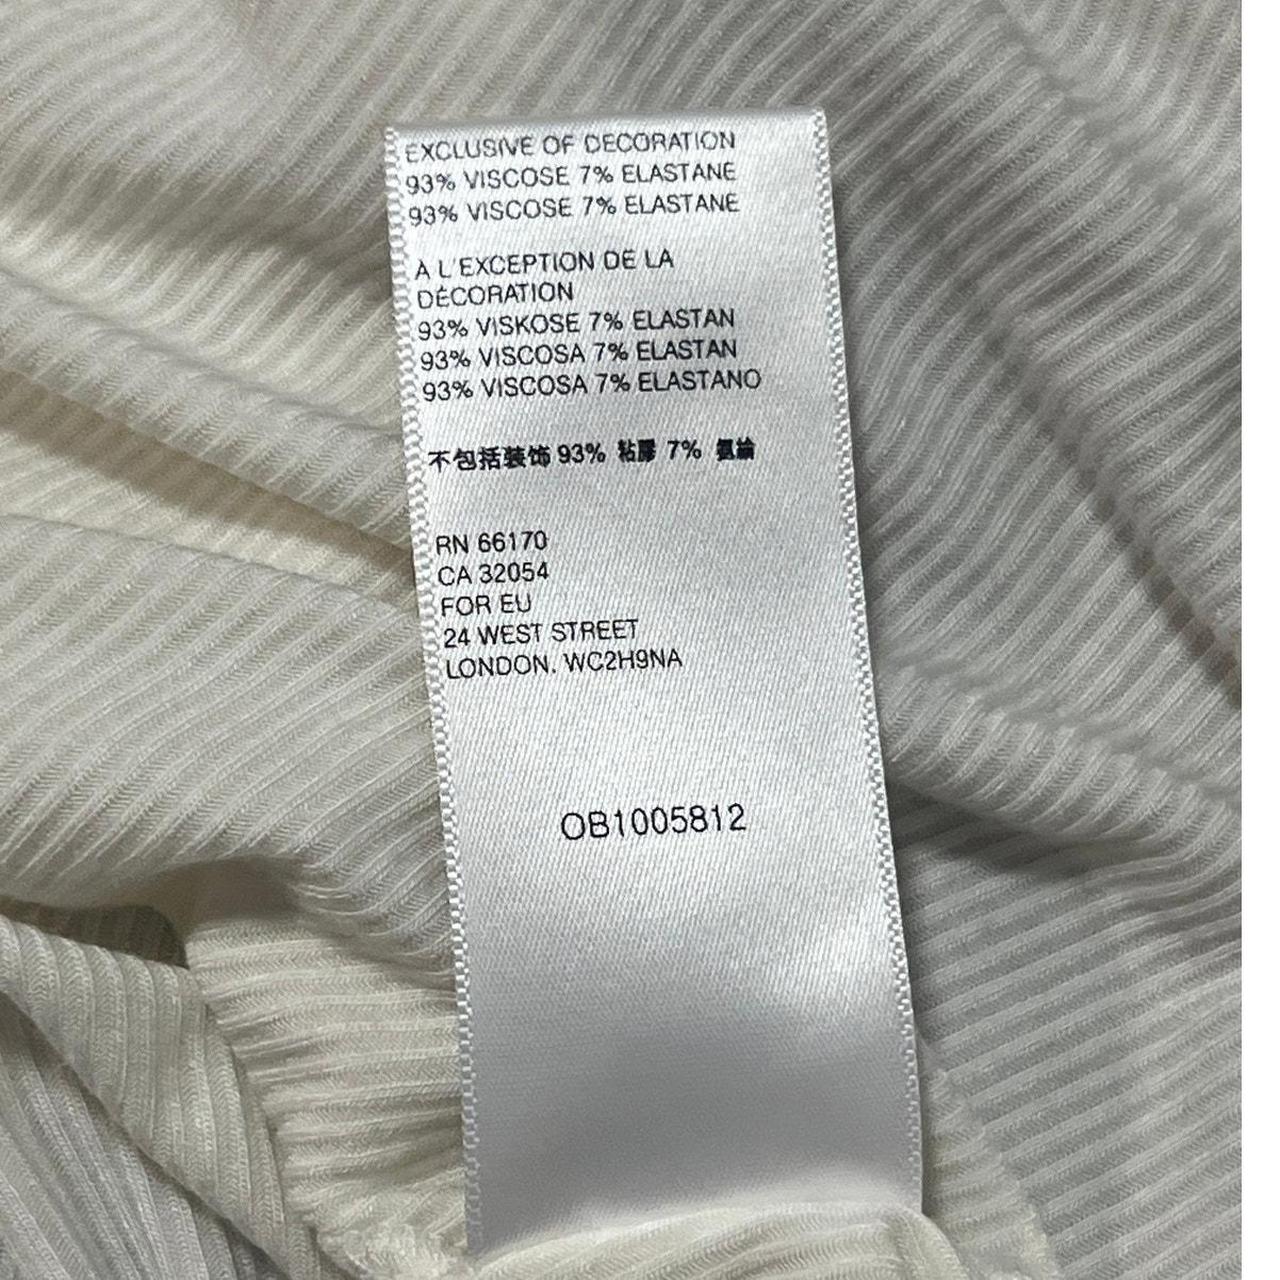 EXCLUSIVE OF DECORATION
93% VISCOSE 7% ELASTANE
93% VISCOSE 7% ELASTANE
À L'EXCEPTION DE LA
DÉCORATION
93% VISKOSE 7% ELASTAN
93% VISCOSA 7% ELASTAN
93% VISCOSA 7% ELASTANO
不包括装饰 93% 粘膠 7% 氨綸
RN 66170
CA 32054
FOR EU
24 WEST STREET
LONDON. WC2H9NA
OB1005812